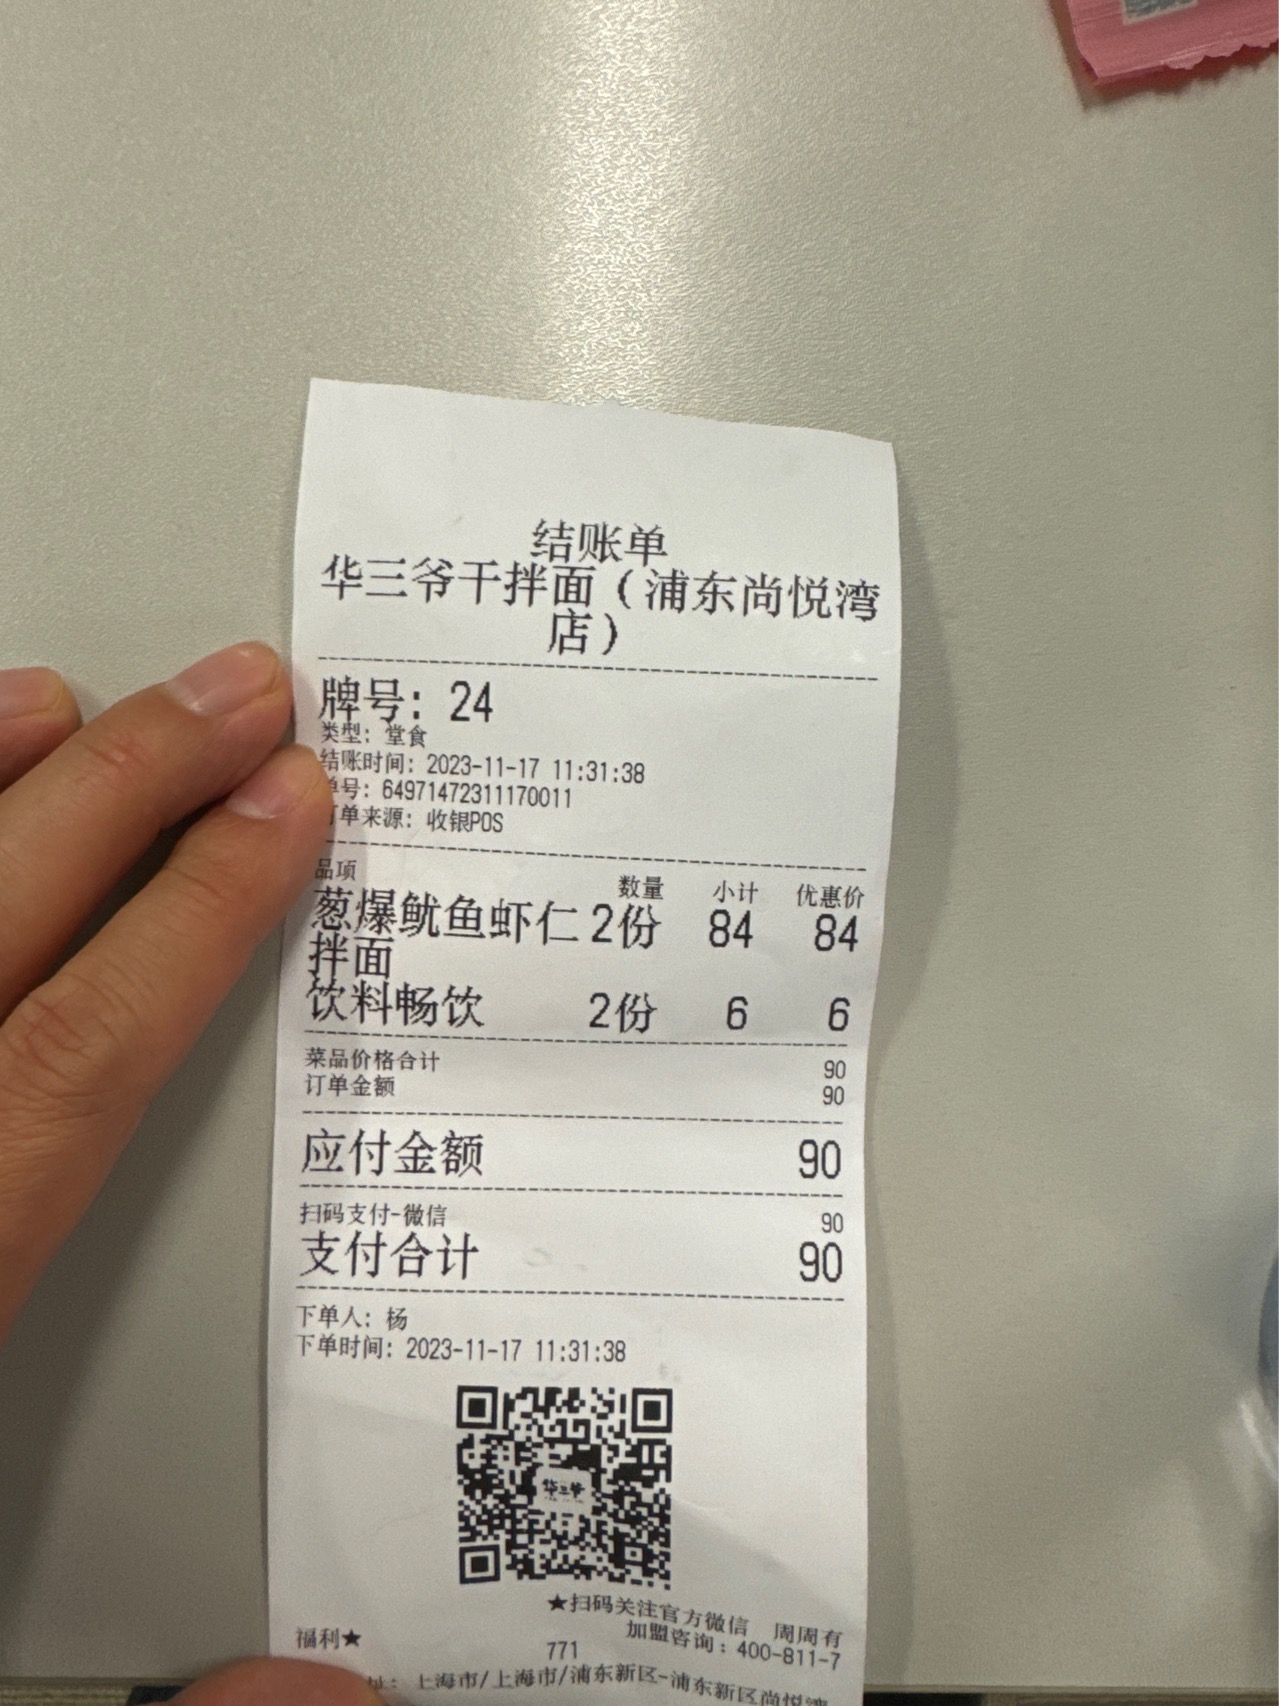 结账单
华三爷干拌面（浦东尚悦湾
店）
牌号: 24
类型: 堂食
结账时间: 2023-11-17 11:31:38
单号: 64971472311170011
订单来源: 收银POS
品项 数量 小计 优惠价
葱爆鱿鱼虾仁 2份 84 84
拌面
饮料畅饮 2份 6 6
菜品价格合计 90
订单金额 90
应付金额 90
扫码支付-微信 90
支付合计 90
下单人: 杨
下单时间: 2023-11-17 11:31:38
华三爷
★扫码关注官方微信 周周有
福利★ 加盟咨询：400-811-7
771
址: 上海市/上海市/浦东新区-浦东新区尚悦湾